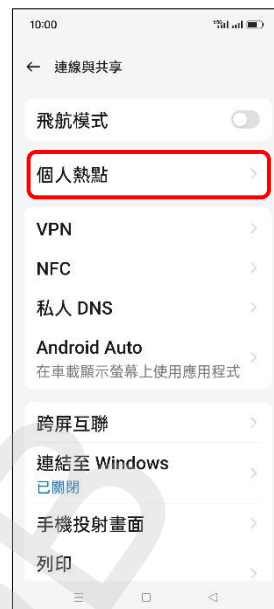 10:00
← 連線與共享
飛航模式
個人熱點
VPN
NFC
私人 DNS
Android Auto
在車載顯示螢幕上使用應用程式
跨屏互聯
連結至 Windows
已關閉
手機投射畫面
列印